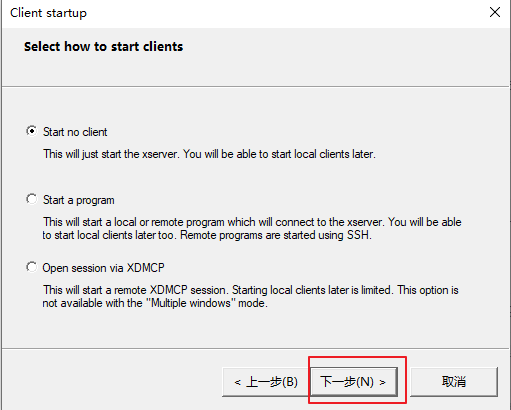 Client startup
Select how to start clients
Start no client
This will just start the xserver. You will be able to start local clients later.
Start a program
This will start a local or remote program which will connect to the xserver. You will be able
to start local clients later too. Remote programs are started using SSH.
Open session via XDMCP
This will start a remote XDMCP session. Starting local clients later is limited. This option is
not available with the "Multiple windows" mode.
< 上一步(B) 下一步(N) > 取消